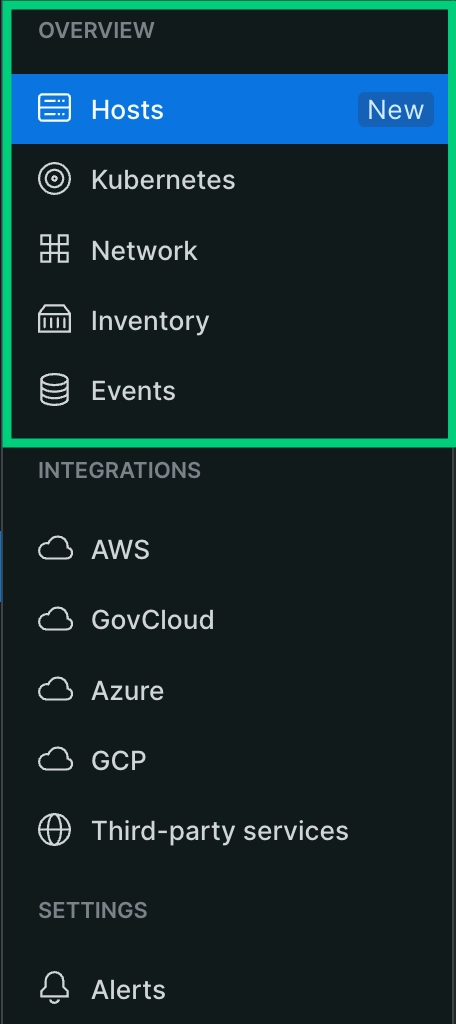 OVERVIEW
Hosts New
Kubernetes
Network
Inventory
Events
INTEGRATIONS
AWS
GovCloud
Azure
GCP
Third-party services
SETTINGS
Alerts